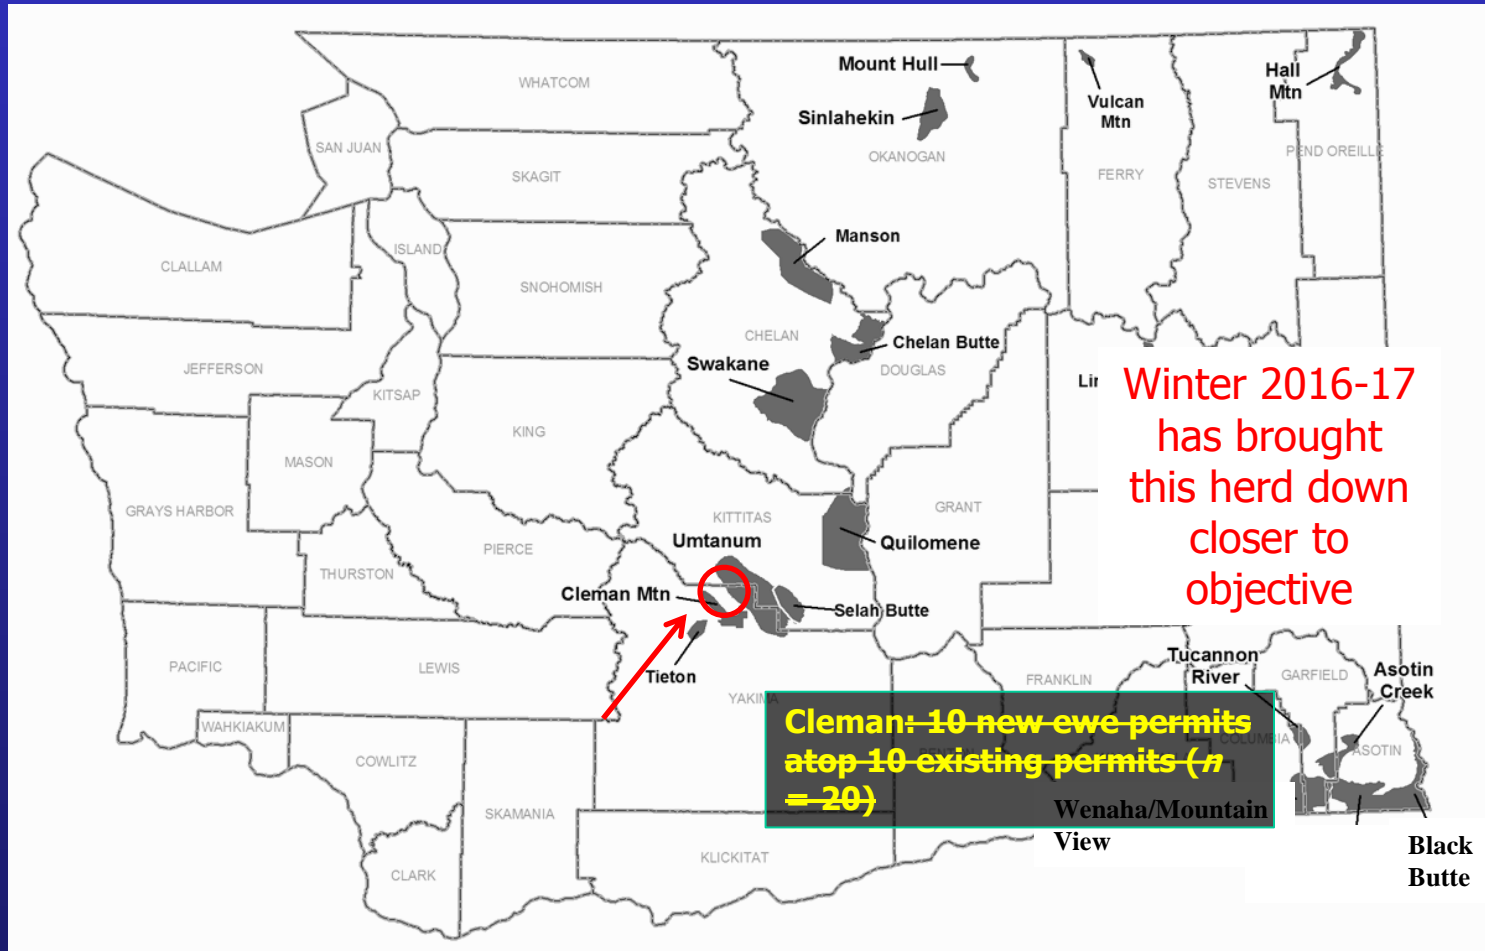 WHATCOM
Mount Hull
Hall
Mtn
Vulcan
Mtn
Sinlahekin
SAN JUAN
OKANOGAN
PEND OREILLE
SKAGIT
FERRY
STEVENS
Manson
ISLAND
CLALLAM
SNOHOMISH
CHELAN
Chelan Butte
Swakane
DOUGLAS
JEFFERSON
KITSAP
Lin
Winter 2016-17
has brought
this herd down
closer to
objective
KING
MASON
GRAYS HARBOR
KITTITAS
GRANT
Umtanum
Quilomene
PIERCE
THURSTON
Cleman Mtn
Selah Butte
PACIFIC
LEWIS
Tieton
YAKIMA
FRANKLIN
Tucannon
River
GARFIELD
Asotin
Creek
WAHKIAKUM
Cleman: 10 new ewe permits
atop 10 existing permits (n
= 20)
COLUMBIA
ASOTIN
COWLITZ
SKAMANIA
Wenaha/Mountain
View
KLICKITAT
Black
Butte
CLARK